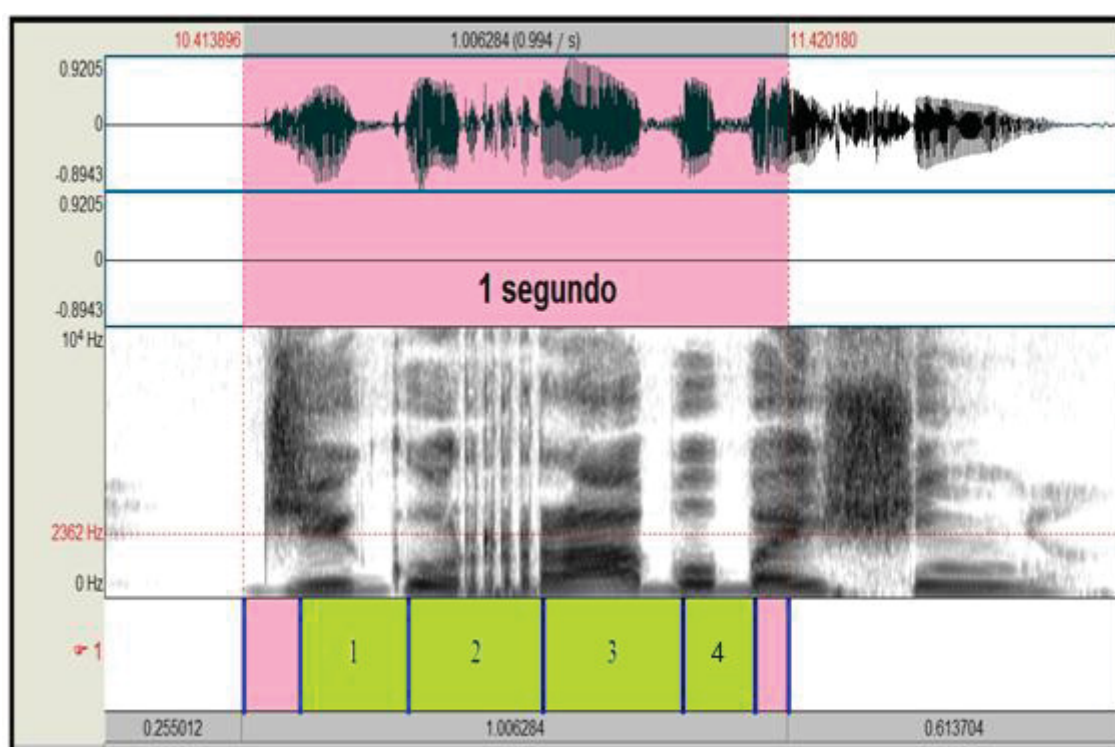 10.413896 1.006284 (0.994 / s) 11.420180
0.9205
0
-0.8943
0.9205
0
-0.8943
1 segundo
10⁴ Hz
2362 Hz
0 Hz
☞ 1 1 2 3 4
0.255012 1.006284 0.613704